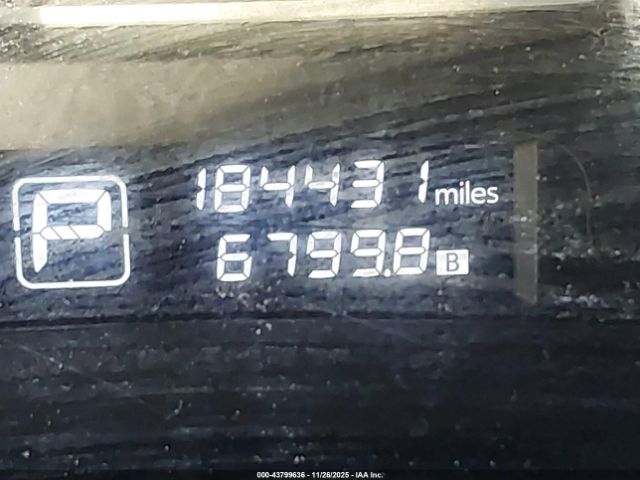 184431 miles
P
6799.8 B
000-43799636 - 11/26/2025 - IAA Inc.